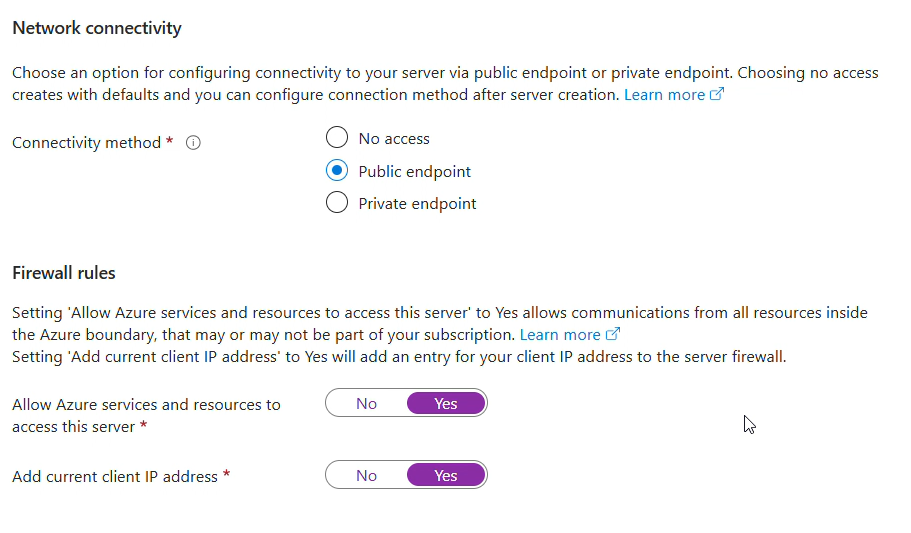 Network connectivity
Choose an option for configuring connectivity to your server via public endpoint or private endpoint. Choosing no access
creates with defaults and you can configure connection method after server creation. Learn more
Connectivity method *
No access
Public endpoint
Private endpoint
Firewall rules
Setting 'Allow Azure services and resources to access this server' to Yes allows communications from all resources inside
the Azure boundary, that may or may not be part of your subscription. Learn more
Setting 'Add current client IP address' to Yes will add an entry for your client IP address to the server firewall.
Allow Azure services and resources to
access this server *
No Yes
Add current client IP address *
No Yes